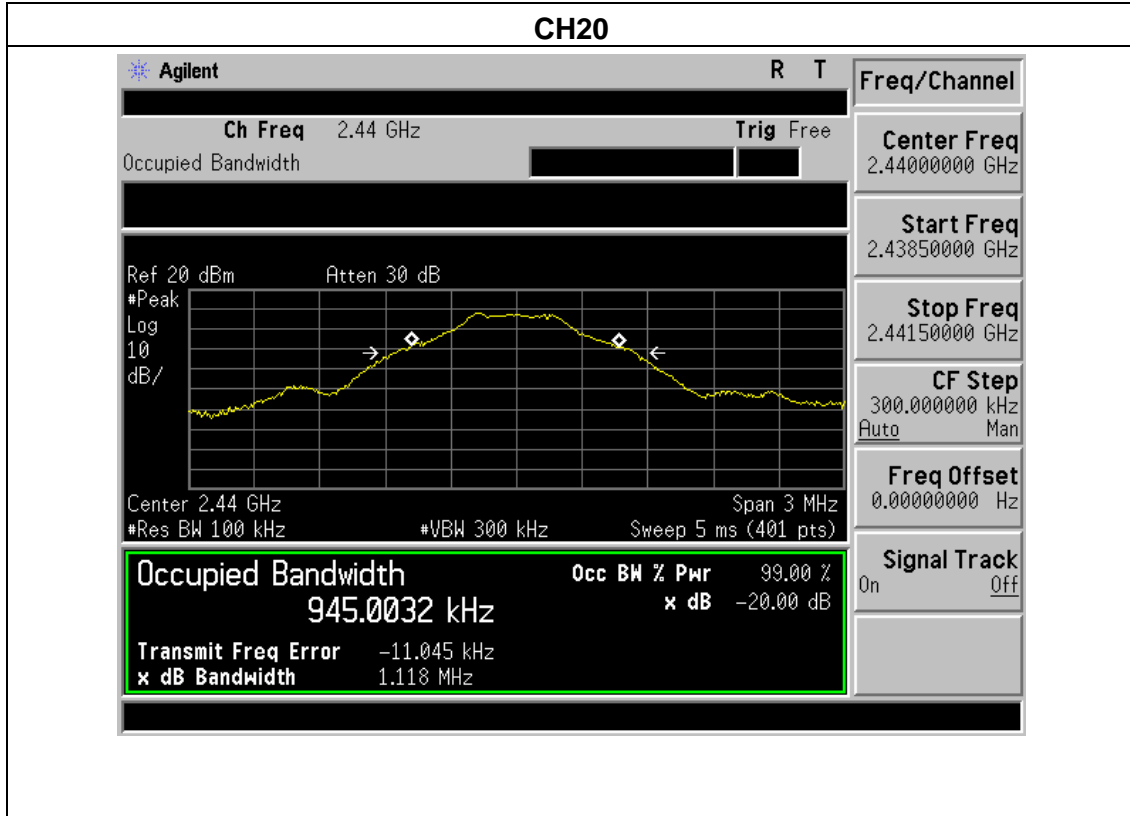 CH20
Agilent R T
Ch Freq 2.44 GHz Trig Free
Occupied Bandwidth
Ref 20 dBm Atten 30 dB
#Peak
Log
10
dB/
Center 2.44 GHz Span 3 MHz
#Res BW 100 kHz #VBW 300 kHz Sweep 5 ms (401 pts)
Occupied Bandwidth Occ BW % Pwr 99.00 %
945.0032 kHz x dB -20.00 dB
Transmit Freq Error -11.045 kHz
x dB Bandwidth 1.118 MHz
Freq/Channel
Center Freq
2.44000000 GHz
Start Freq
2.43850000 GHz
Stop Freq
2.44150000 GHz
CF Step
300.000000 kHz
Auto Man
Freq Offset
0.00000000 Hz
Signal Track
On Off